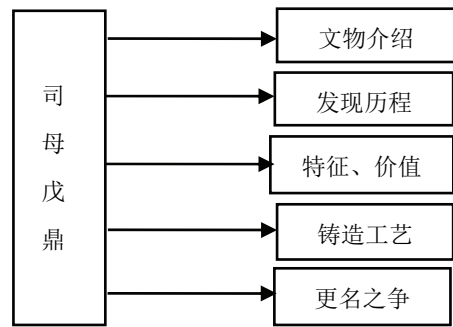 司母戊鼎
文物介绍
发现历程
特征、价值
铸造工艺
更名之争